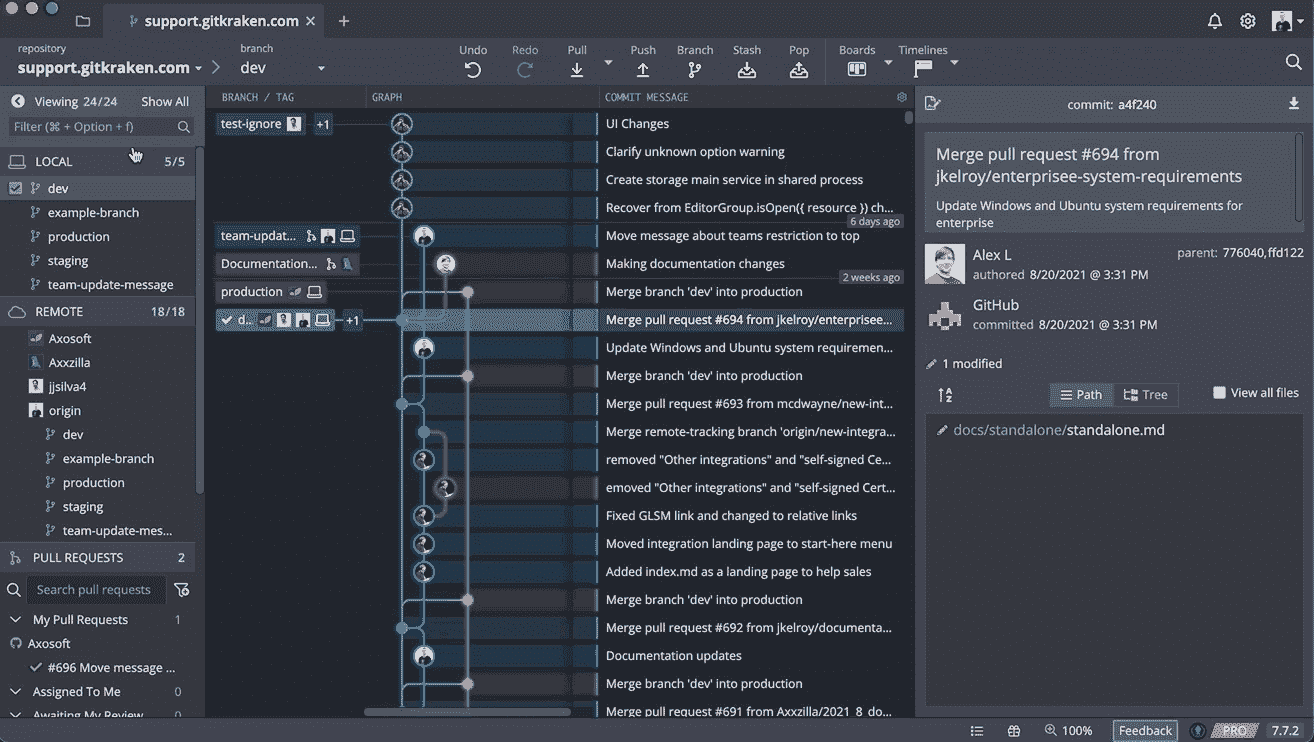 support.gitkraken.com
repository
support.gitkraken.com
branch
dev
Undo
Redo
Pull
Push
Branch
Stash
Pop
Boards
Timelines
Viewing 24/24
Show All
Filter (⌘ + Option + f)
LOCAL 5/5
dev
example-branch
production
staging
team-update-message
REMOTE 18/18
Axosoft
Axxzilla
jjsilva4
origin
dev
example-branch
production
staging
team-update-mes...
PULL REQUESTS 2
Search pull requests
My Pull Requests 1
Axosoft
#696 Move message ...
Assigned To Me 0
Awaiting My Review 0
BRANCH / TAG
GRAPH
COMMIT MESSAGE
test-ignore +1
UI Changes
Clarify unknown option warning
Create storage main service in shared process
Recover from EditorGroup.isOpen({ resource }) ch...
6 days ago
team-updat...
Move message about teams restriction to top
Documentation...
Making documentation changes
2 weeks ago
production
Merge branch 'dev' into production
d... +1
Merge pull request #694 from jkelroy/enterprisee...
Update Windows and Ubuntu system requiremen...
Merge branch 'dev' into production
Merge pull request #693 from mcdwayne/new-int...
Merge remote-tracking branch 'origin/new-integra...
removed "Other integrations" and "self-signed Ce...
emoved "Other integrations" and "self-signed Cert...
Fixed GLSM link and changed to relative links
Moved integration landing page to start-here menu
Added index.md as a landing page to help sales
Merge branch 'dev' into production
Merge pull request #692 from jkelroy/documenta...
Documentation updates
Merge branch 'dev' into production
Merge pull request #691 from Axxzilla/2021_8_do...
commit: a4f240
Merge pull request #694 from
jkelroy/enterprisee-system-requirements
Update Windows and Ubuntu system requirements for
enterprise
Alex L
authored 8/20/2021 @ 3:31 PM
parent: 776040,ffd122
GitHub
committed 8/20/2021 @ 3:31 PM
1 modified
Path
Tree
View all files
docs/standalone/standalone.md
100%
Feedback
PRO
7.7.2